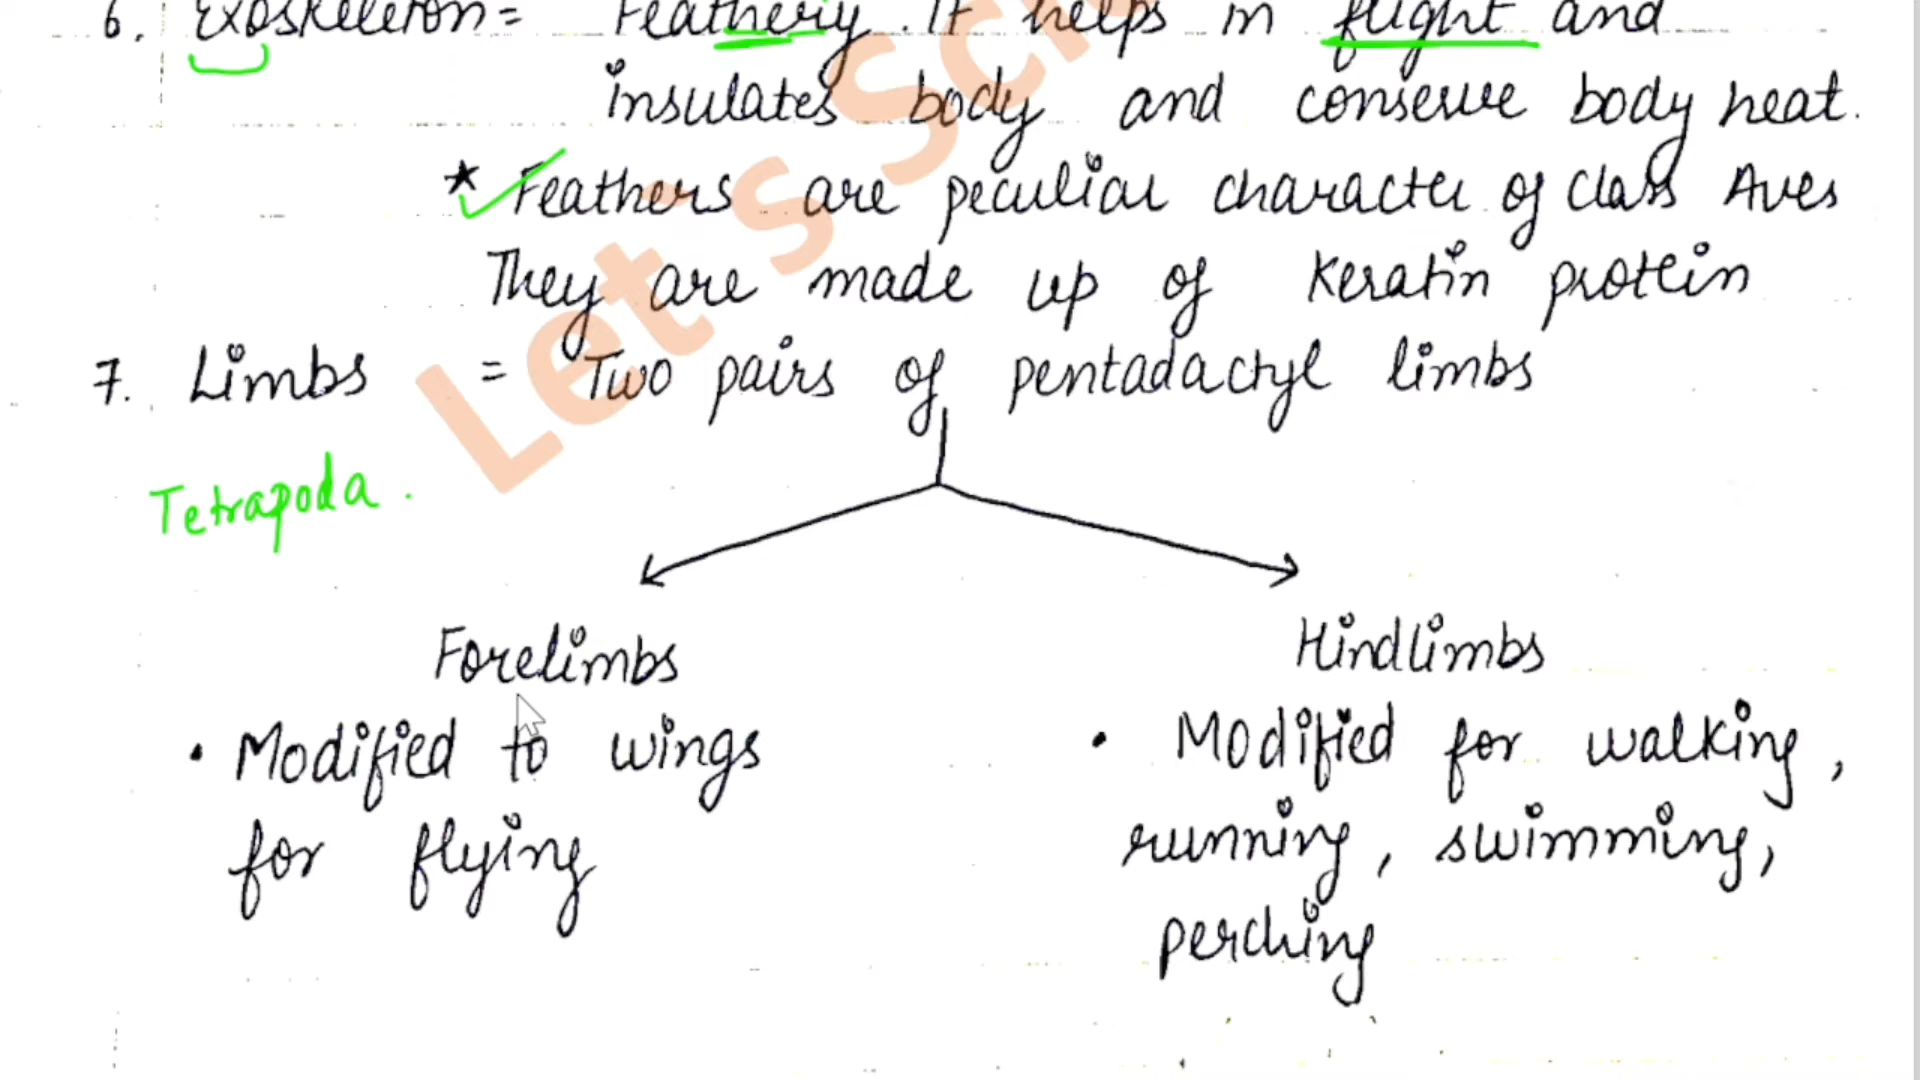 6. Exoskeleton = Feathery. It helps in flight and
insulates body and conserve body heat.
* Feathers are peculiar character of Class Aves
They are made up of Keratin protein
7. Limbs = Two pairs of pentadactyl limbs
Tetrapoda.
Forelimbs
• Modified to wings
for flying
Hindlimbs
• Modified for walking,
running, swimming,
perching
Let's Sc